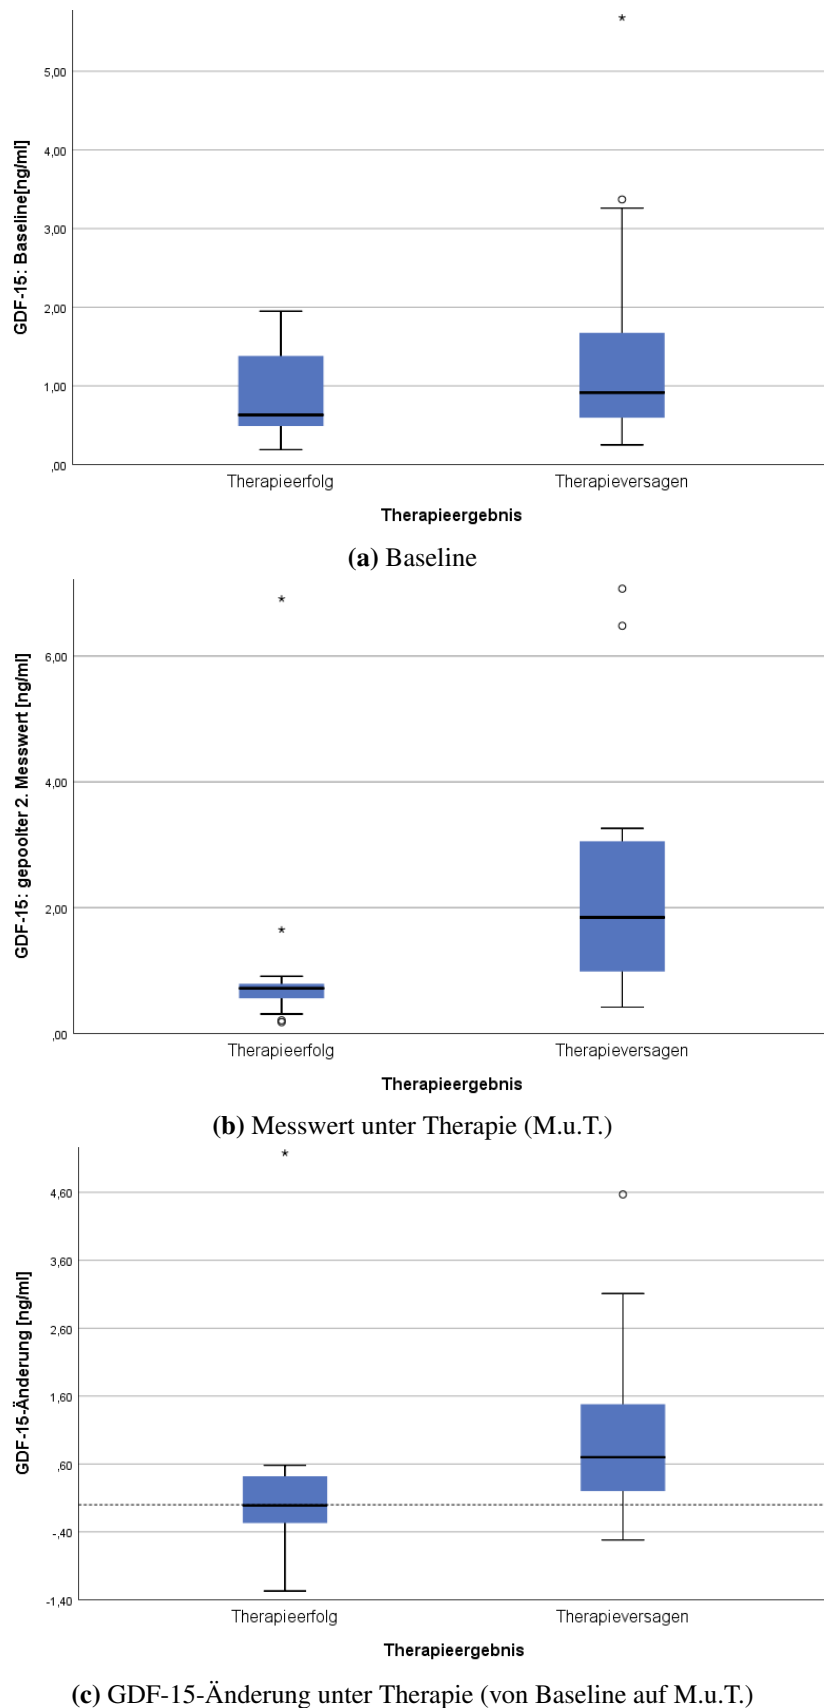 5,00
4,00
3,00
2,00
1,00
,00
GDF-15: Baseline[ng/ml]
Therapieerfolg Therapieversagen
Therapieergebnis
(a) Baseline
6,00
4,00
2,00
,00
GDF-15: gepoolter 2. Messwert [ng/ml]
Therapieerfolg Therapieversagen
Therapieergebnis
(b) Messwert unter Therapie (M.u.T.)
4,60
3,60
2,60
1,60
,60
-,40
-1,40
GDF-15-Änderung [ng/ml]
Therapieerfolg Therapieversagen
Therapieergebnis
(c) GDF-15-Änderung unter Therapie (von Baseline auf M.u.T.)